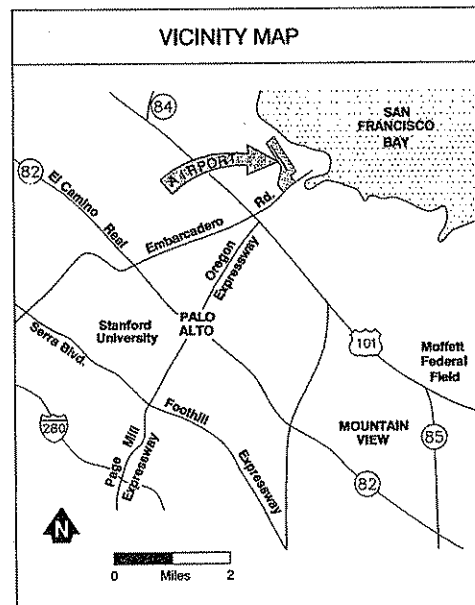 VICINITY MAP
84
SAN
FRANCISCO
BAY
82
AIRPORT
El Camino Real
Embarcadero Rd.
Oregon
Expressway
PALO
ALTO
Stanford
University
Serra Blvd.
101
Moffett
Federal
Field
280
Page Mill
Expressway
Foothill
Expressway
MOUNTAIN
VIEW
85
82
N
0 Miles 2